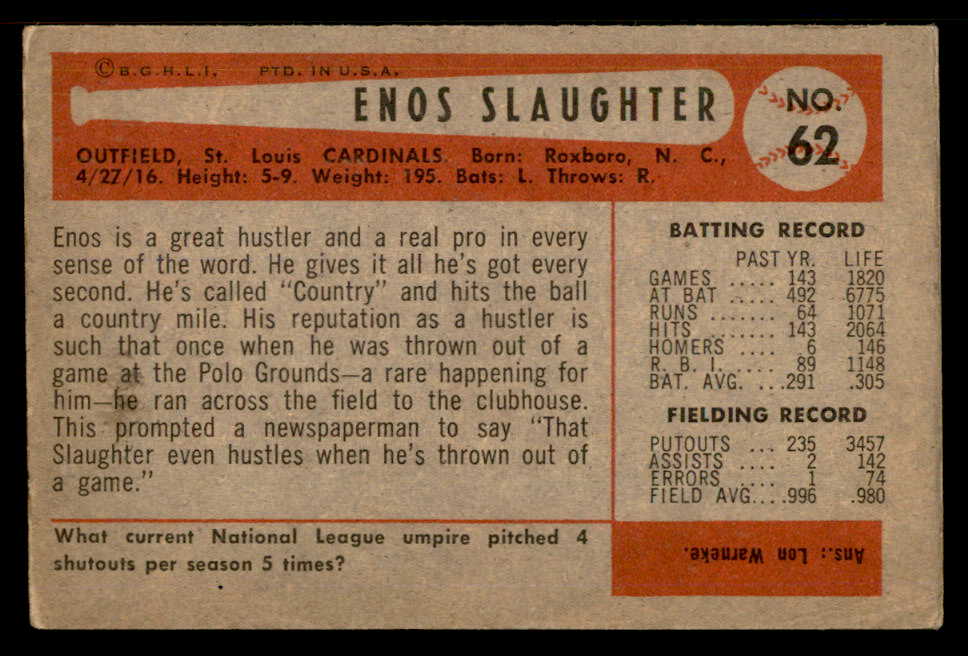 © B.G.H.L.I. PTD. IN U.S.A.
ENOS SLAUGHTER
NO.
62
OUTFIELD, St. Louis CARDINALS. Born: Roxboro, N. C.,
4/27/16. Height: 5-9. Weight: 195. Bats: L. Throws: R.
Enos is a great hustler and a real pro in every
sense of the word. He gives it all he's got every
second. He's called "Country" and hits the ball
a country mile. His reputation as a hustler is
such that once when he was thrown out of a
game at the Polo Grounds—a rare happening for
him—he ran across the field to the clubhouse.
This prompted a newspaperman to say "That
Slaughter even hustles when he's thrown out of
a game."
BATTING RECORD
PAST YR. LIFE
GAMES ..... 143 1820
AT BAT ..... 492 6775
RUNS ....... 64 1071
HITS ....... 143 2064
HOMERS .... 6 146
R. B. I. ..... 89 1148
BAT. AVG. ...291 .305
FIELDING RECORD
PUTOUTS ... 235 3457
ASSISTS .... 2 142
ERRORS .... 1 74
FIELD AVG....996 .980
What current National League umpire pitched 4
shutouts per season 5 times?
Ans.: Lon Warneke.